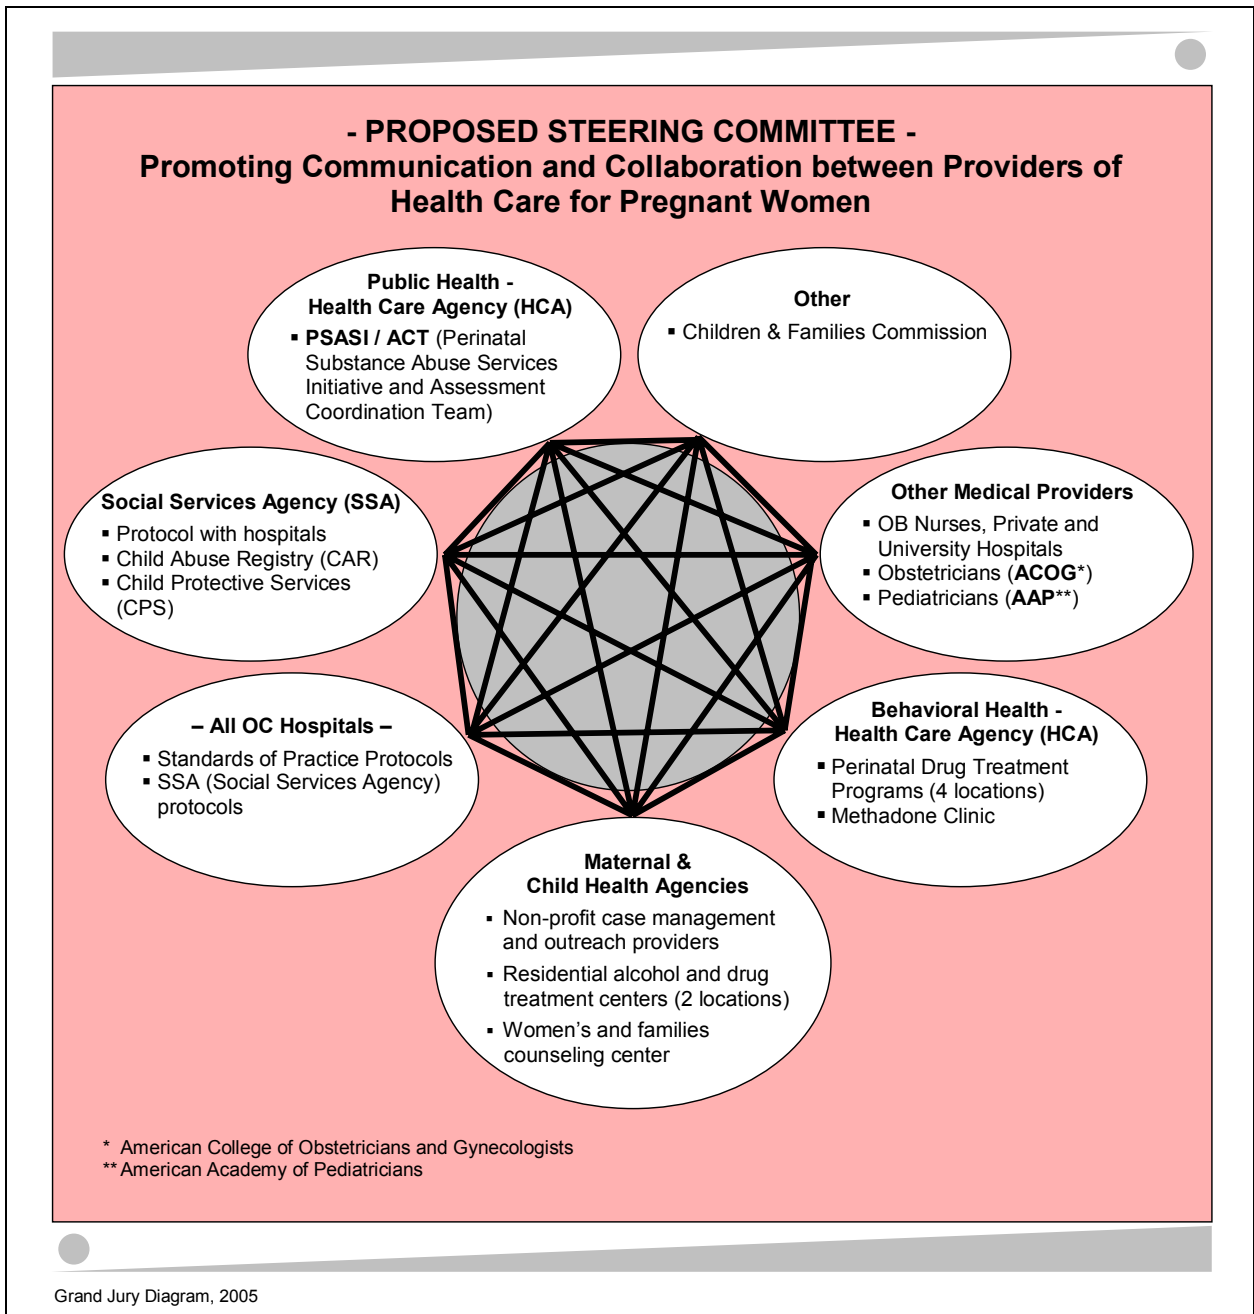 - PROPOSED STEERING COMMITTEE -
Promoting Communication and Collaboration between Providers of
Health Care for Pregnant Women
Public Health -
Health Care Agency (HCA)
▪ PSASI / ACT (Perinatal
Substance Abuse Services
Initiative and Assessment
Coordination Team)
Other
▪ Children & Families Commission
Social Services Agency (SSA)
▪ Protocol with hospitals
▪ Child Abuse Registry (CAR)
▪ Child Protective Services
(CPS)
Other Medical Providers
▪ OB Nurses, Private and
University Hospitals
▪ Obstetricians (ACOG*)
▪ Pediatricians (AAP**)
– All OC Hospitals –
▪ Standards of Practice Protocols
▪ SSA (Social Services Agency)
protocols
Behavioral Health -
Health Care Agency (HCA)
▪ Perinatal Drug Treatment
Programs (4 locations)
▪ Methadone Clinic
Maternal &
Child Health Agencies
▪ Non-profit case management
and outreach providers
▪ Residential alcohol and drug
treatment centers (2 locations)
▪ Women’s and families
counseling center
* American College of Obstetricians and Gynecologists
** American Academy of Pediatricians
Grand Jury Diagram, 2005